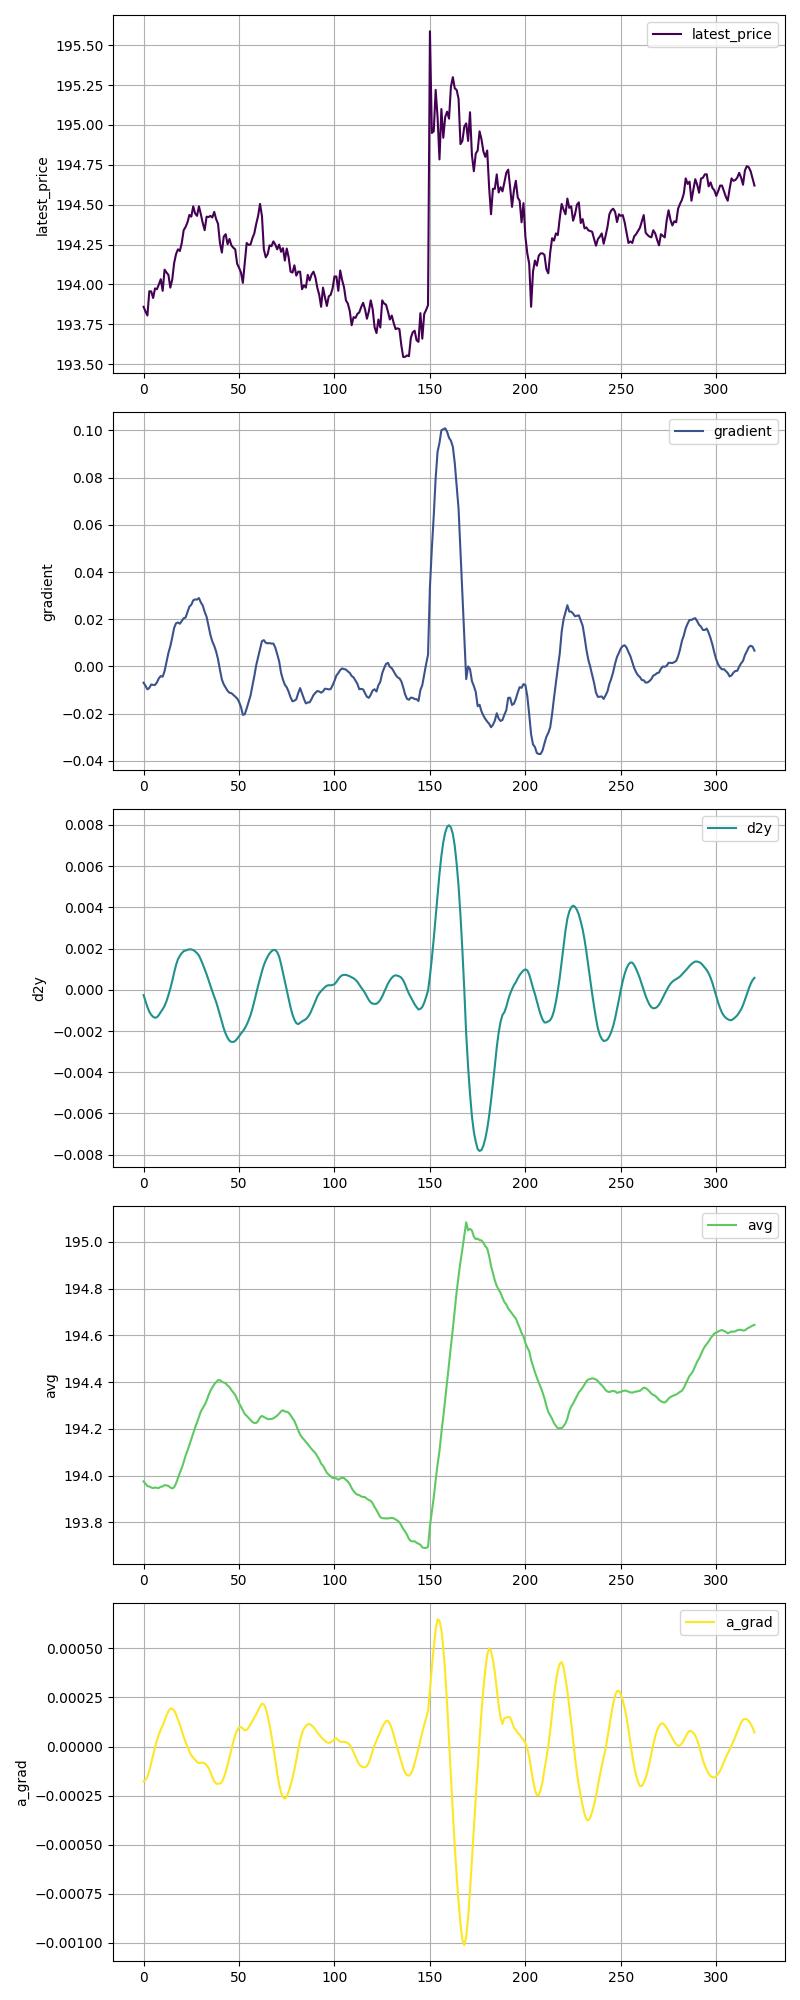 latest_price
195.50
195.25
195.00
194.75
194.50
194.25
194.00
193.75
193.50
latest_price
0 50 100 150 200 250 300
gradient
0.10
0.08
0.06
0.04
0.02
0.00
−0.02
−0.04
gradient
0 50 100 150 200 250 300
d2y
0.008
0.006
0.004
0.002
0.000
−0.002
−0.004
−0.006
−0.008
d2y
0 50 100 150 200 250 300
avg
195.0
194.8
194.6
194.4
194.2
194.0
193.8
avg
0 50 100 150 200 250 300
a_grad
0.00050
0.00025
0.00000
−0.00025
−0.00050
−0.00075
−0.00100
a_grad
0 50 100 150 200 250 300